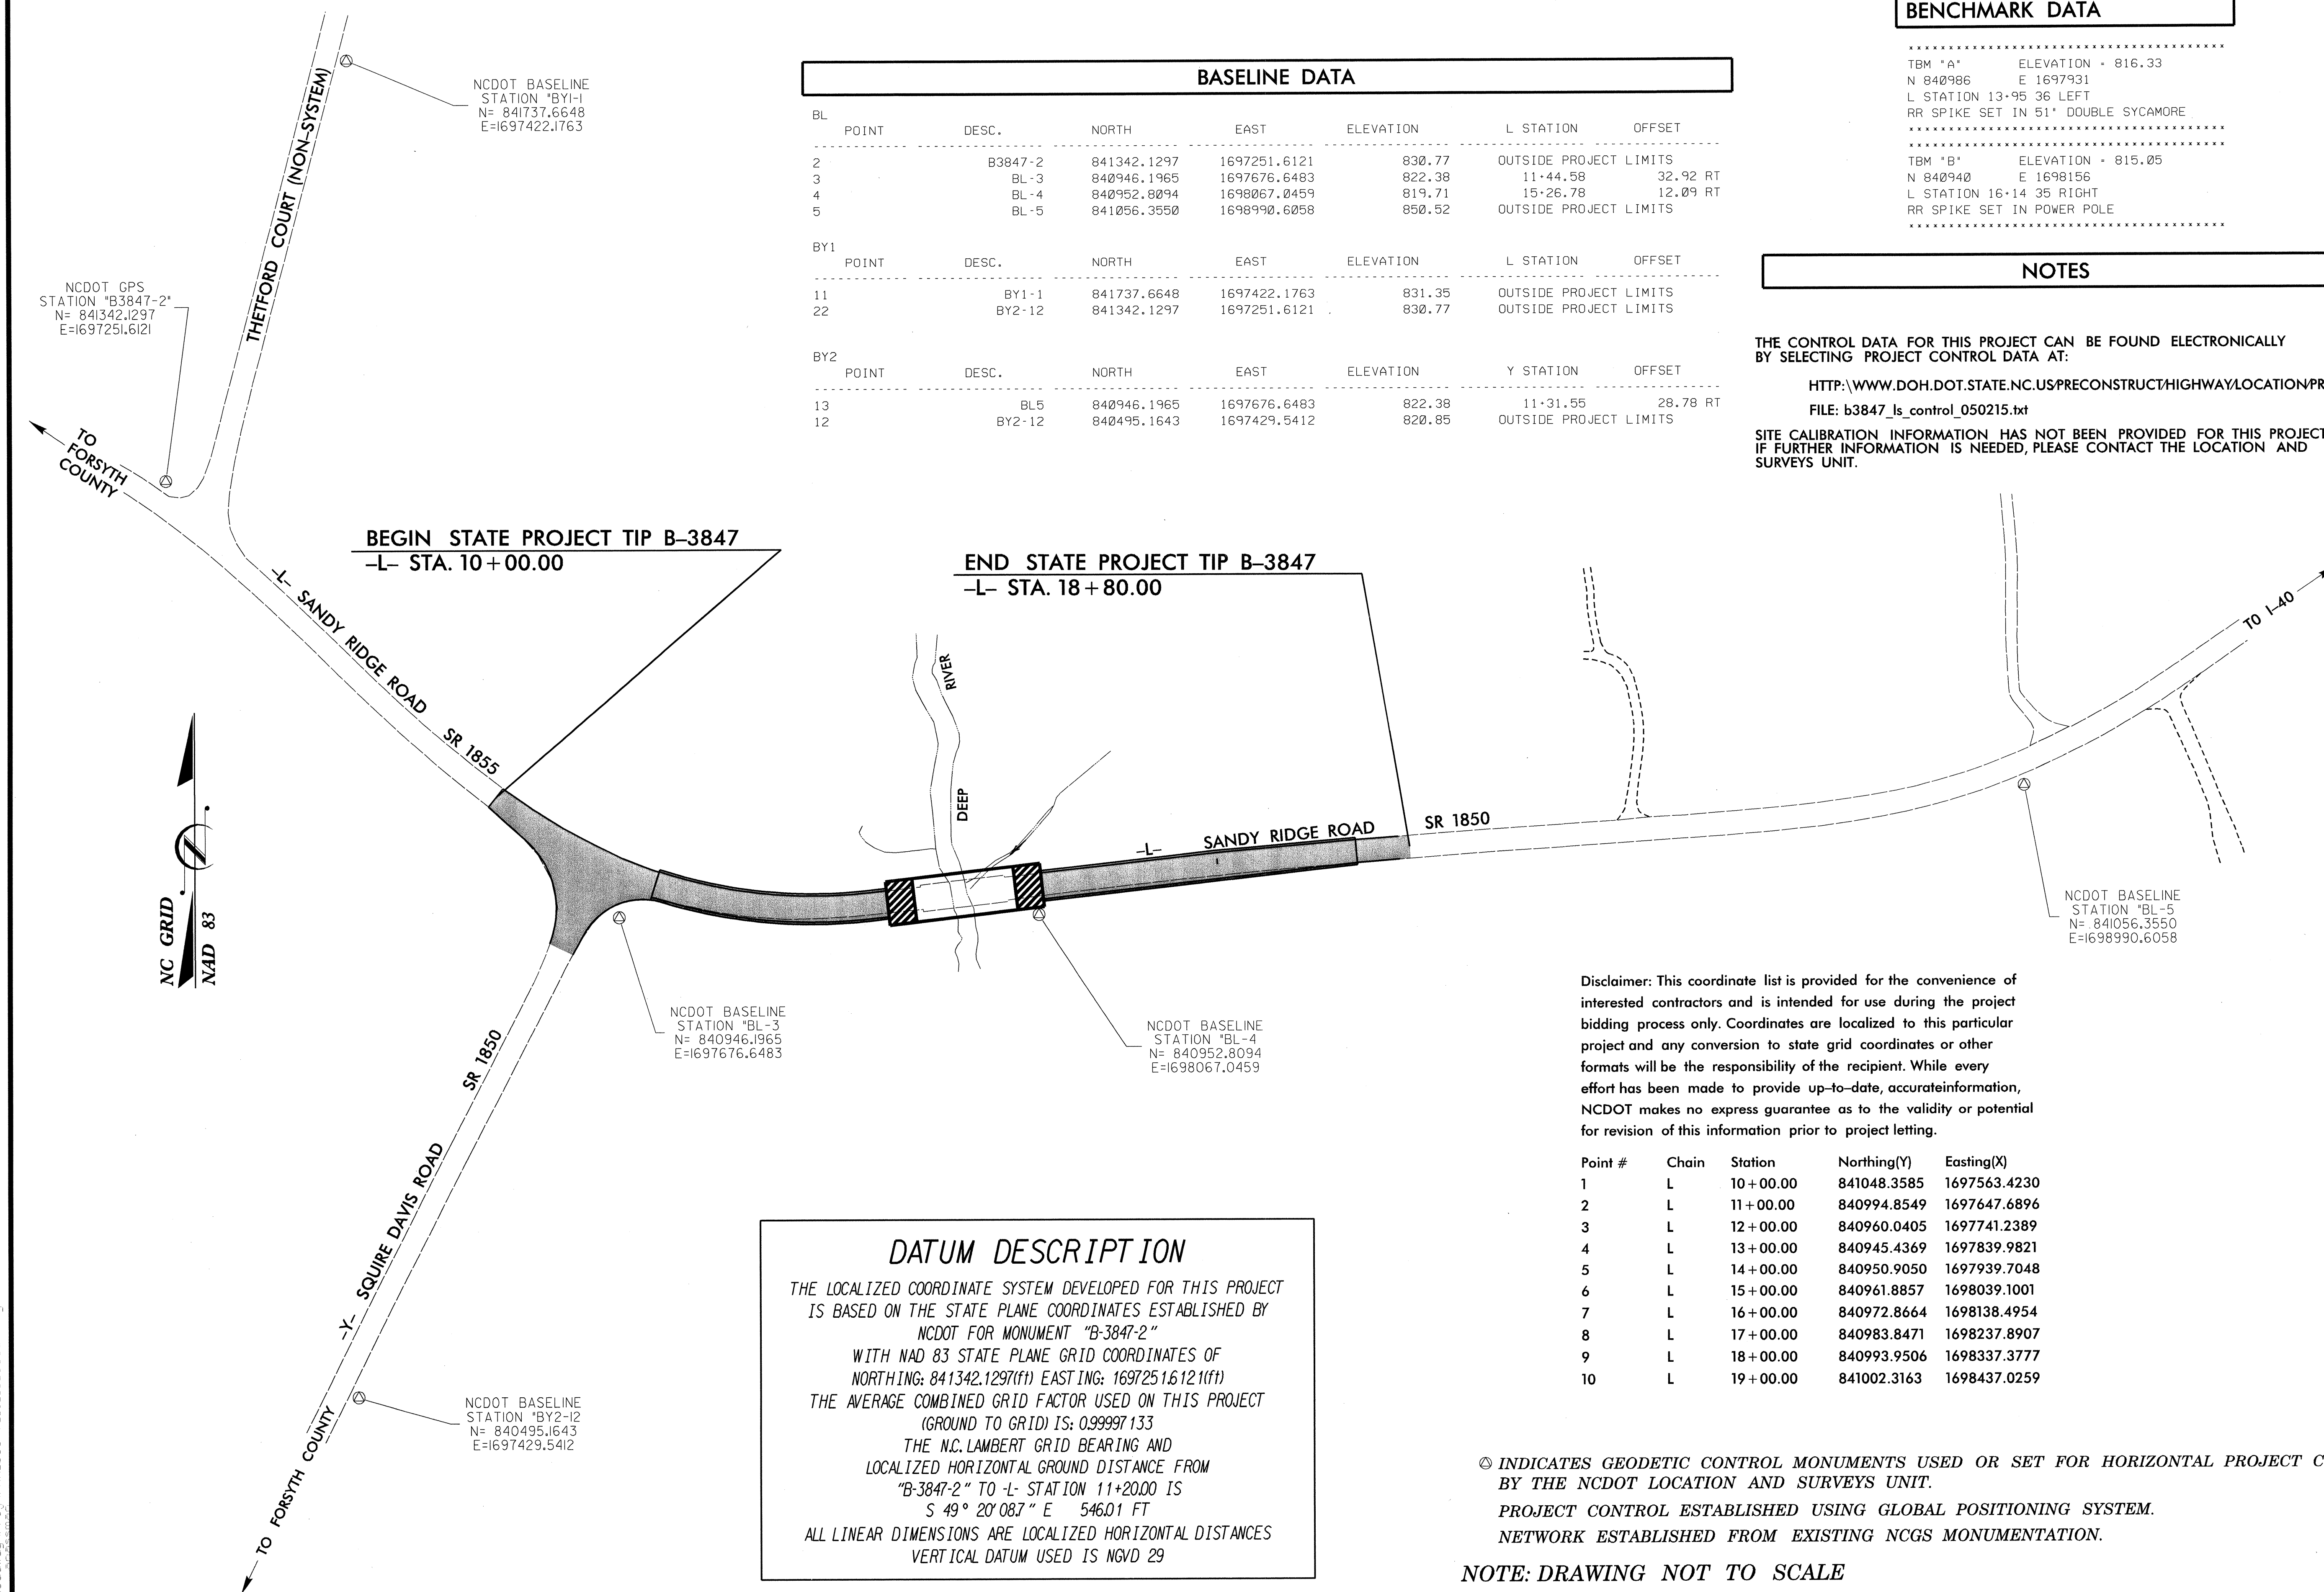 BENCHMARK DATA
TBM "A" ELEVATION = 816.33
N 840986 E 1697931
L STATION 13+95 36 LEFT
RR SPIKE SET IN 51" DOUBLE SYCAMORE
TBM "B" ELEVATION = 815.05
N 840940 E 1698156
L STATION 16+14 35 RIGHT
RR SPIKE SET IN POWER POLE
BASELINE DATA
BL
POINT DESC. NORTH EAST ELEVATION L STATION OFFSET
2 B3847-2 841342.1297 1697251.6121 830.77 OUTSIDE PROJECT LIMITS
3 BL-3 840946.1965 1697676.6483 822.38 11+44.58 32.92 RT
4 BL-4 840952.8094 1698067.0459 819.71 15+26.78 12.09 RT
5 BL-5 841056.3550 1698990.6058 850.52 OUTSIDE PROJECT LIMITS
BY1
POINT DESC. NORTH EAST ELEVATION L STATION OFFSET
11 BY1-1 841737.6648 1697422.1763 831.35 OUTSIDE PROJECT LIMITS
22 BY2-12 841342.1297 1697251.6121 830.77 OUTSIDE PROJECT LIMITS
BY2
POINT DESC. NORTH EAST ELEVATION Y STATION OFFSET
13 BL5 840946.1965 1697676.6483 822.38 11+31.55 28.78 RT
12 BY2-12 840495.1643 1697429.5412 820.85 OUTSIDE PROJECT LIMITS
NOTES
THE CONTROL DATA FOR THIS PROJECT CAN BE FOUND ELECTRONICALLY
BY SELECTING PROJECT CONTROL DATA AT:
HTTP:\WWW.DOH.DOT.STATE.NC.US/PRECONSTRUCT/HIGHWAY/LOCATION/PR
FILE: b3847_ls_control_050215.txt
SITE CALIBRATION INFORMATION HAS NOT BEEN PROVIDED FOR THIS PROJECT
IF FURTHER INFORMATION IS NEEDED, PLEASE CONTACT THE LOCATION AND
SURVEYS UNIT.
NCDOT BASELINE
STATION "BY1-1
N= 841737.6648
E=1697422.1763
THETFORD COURT (NON-SYSTEM)
NCDOT GPS
STATION "B3847-2"
N= 841342.1297
E=1697251.6121
TO
FORSYTH
COUNTY
BEGIN STATE PROJECT TIP B-3847
-L- STA. 10+00.00
END STATE PROJECT TIP B-3847
-L- STA. 18+80.00
-L- SANDY RIDGE ROAD SR 1855
DEEP RIVER
-L- SANDY RIDGE ROAD SR 1850
TO I-40
NC GRID
NAD 83
NCDOT BASELINE
STATION "BL-5
N= 841056.3550
E=1698990.6058
NCDOT BASELINE
STATION "BL-3
N= 840946.1965
E=1697676.6483
NCDOT BASELINE
STATION "BL-4
N= 840952.8094
E=1698067.0459
-Y- SQUIRE DAVIS ROAD SR 1850
NCDOT BASELINE
STATION "BY2-12
N= 840495.1643
E=1697429.5412
TO FORSYTH COUNTY
Disclaimer: This coordinate list is provided for the convenience of
interested contractors and is intended for use during the project
bidding process only. Coordinates are localized to this particular
project and any conversion to state grid coordinates or other
formats will be the responsibility of the recipient. While every
effort has been made to provide up-to-date, accurateinformation,
NCDOT makes no express guarantee as to the validity or potential
for revision of this information prior to project letting.
Point # Chain Station Northing(Y) Easting(X)
1 L 10+00.00 841048.3585 1697563.4230
2 L 11+00.00 840994.8549 1697647.6896
3 L 12+00.00 840960.0405 1697741.2389
4 L 13+00.00 840945.4369 1697839.9821
5 L 14+00.00 840950.9050 1697939.7048
6 L 15+00.00 840961.8857 1698039.1001
7 L 16+00.00 840972.8664 1698138.4954
8 L 17+00.00 840983.8471 1698237.8907
9 L 18+00.00 840993.9506 1698337.3777
10 L 19+00.00 841002.3163 1698437.0259
DATUM DESCRIPTION
THE LOCALIZED COORDINATE SYSTEM DEVELOPED FOR THIS PROJECT
IS BASED ON THE STATE PLANE COORDINATES ESTABLISHED BY
NCDOT FOR MONUMENT "B-3847-2"
WITH NAD 83 STATE PLANE GRID COORDINATES OF
NORTHING: 841342.1297(ft) EASTING: 1697251.6121(ft)
THE AVERAGE COMBINED GRID FACTOR USED ON THIS PROJECT
(GROUND TO GRID) IS: 0.99997133
THE N.C. LAMBERT GRID BEARING AND
LOCALIZED HORIZONTAL GROUND DISTANCE FROM
"B-3847-2" TO -L- STATION 11+20.00 IS
S 49° 20' 08.7" E 546.01 FT
ALL LINEAR DIMENSIONS ARE LOCALIZED HORIZONTAL DISTANCES
VERTICAL DATUM USED IS NGVD 29
INDICATES GEODETIC CONTROL MONUMENTS USED OR SET FOR HORIZONTAL PROJECT C
BY THE NCDOT LOCATION AND SURVEYS UNIT.
PROJECT CONTROL ESTABLISHED USING GLOBAL POSITIONING SYSTEM.
NETWORK ESTABLISHED FROM EXISTING NCGS MONUMENTATION.
NOTE: DRAWING NOT TO SCALE